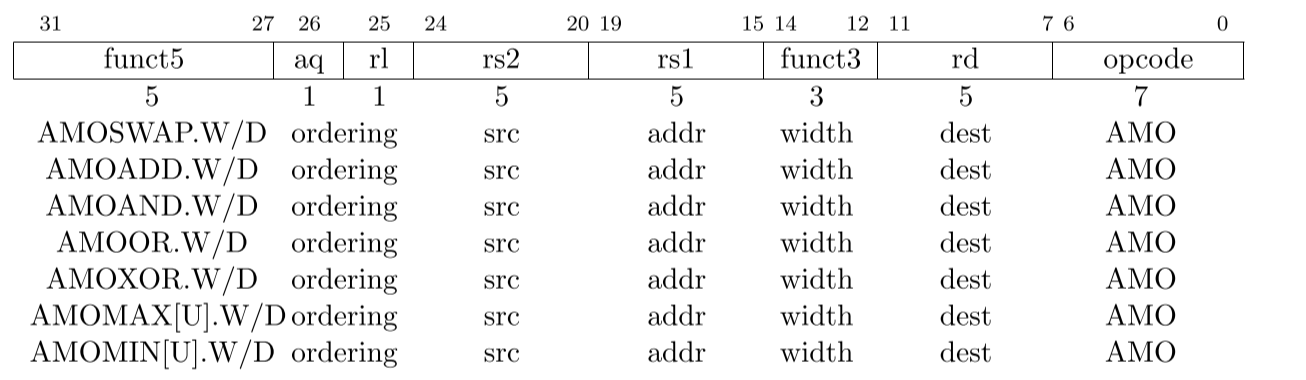 31 27 26 25 24 20 19 15 14 12 11 7 6 0
funct5 aq rl rs2 rs1 funct3 rd opcode
5 1 1 5 5 3 5 7
AMOSWAP.W/D ordering src addr width dest AMO
AMOADD.W/D ordering src addr width dest AMO
AMOAND.W/D ordering src addr width dest AMO
AMOOR.W/D ordering src addr width dest AMO
AMOXOR.W/D ordering src addr width dest AMO
AMOMAX[U].W/D ordering src addr width dest AMO
AMOMIN[U].W/D ordering src addr width dest AMO